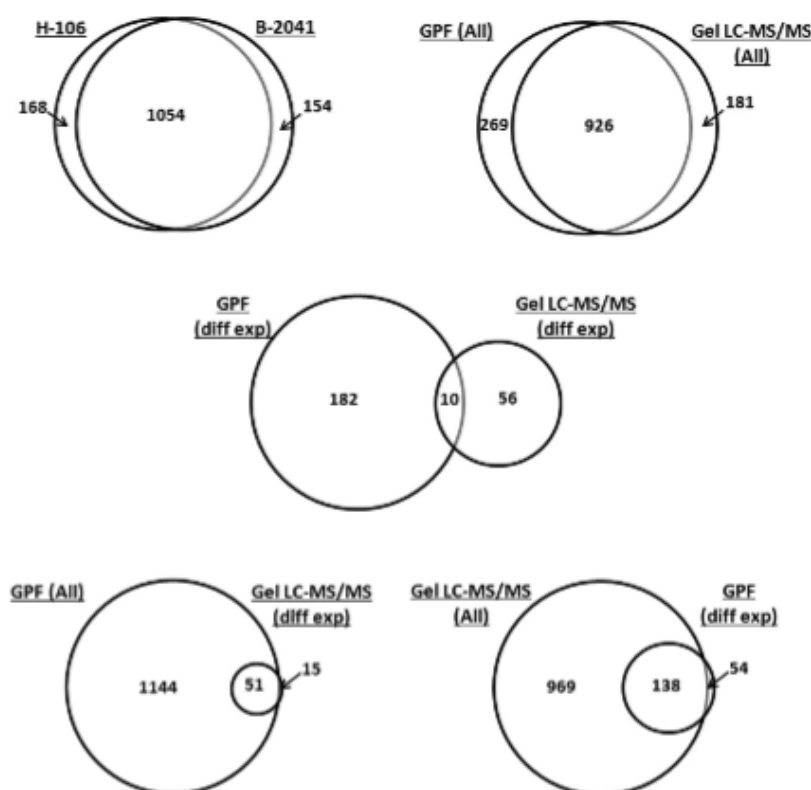 H-106
B-2041
168
1054
154
GPF (All)
Gel LC-MS/MS
(All)
269
926
181
GPF
(diff exp)
Gel LC-MS/MS
(diff exp)
182
10
56
GPF (All)
Gel LC-MS/MS
(diff exp)
1144
51
15
Gel LC-MS/MS
(All)
GPF
(diff exp)
969
138
54